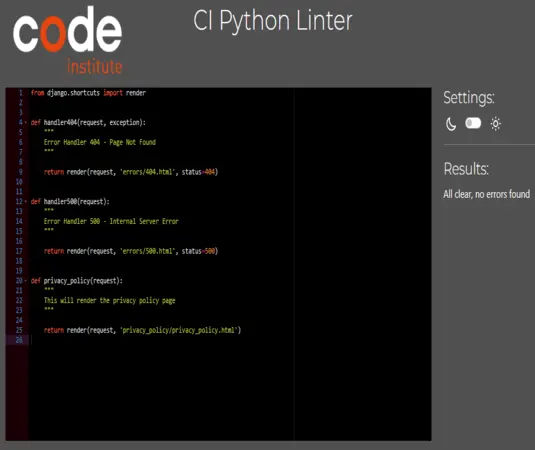 code
institute
CI Python Linter
Settings:
Results:
All clear, no errors found
1 from django.shortcuts import render
2
3
4 def handler404(request, exception):
5 """
6 Error Handler 404 - Page Not Found
7 """
8
9 return render(request, 'errors/404.html', status=404)
10
11
12 def handler500(request):
13 """
14 Error Handler 500 - Internal Server Error
15 """
16
17 return render(request, 'errors/500.html', status=500)
18
19
20 def privacy_policy(request):
21 """
22 This will render the privacy policy page
23 """
24
25 return render(request, 'privacy_policy/privacy_policy.html')
26